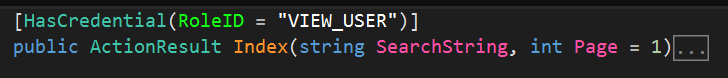 [HasCredential(RoleID = "VIEW_USER")]
public ActionResult Index(string SearchString, int Page = 1)...